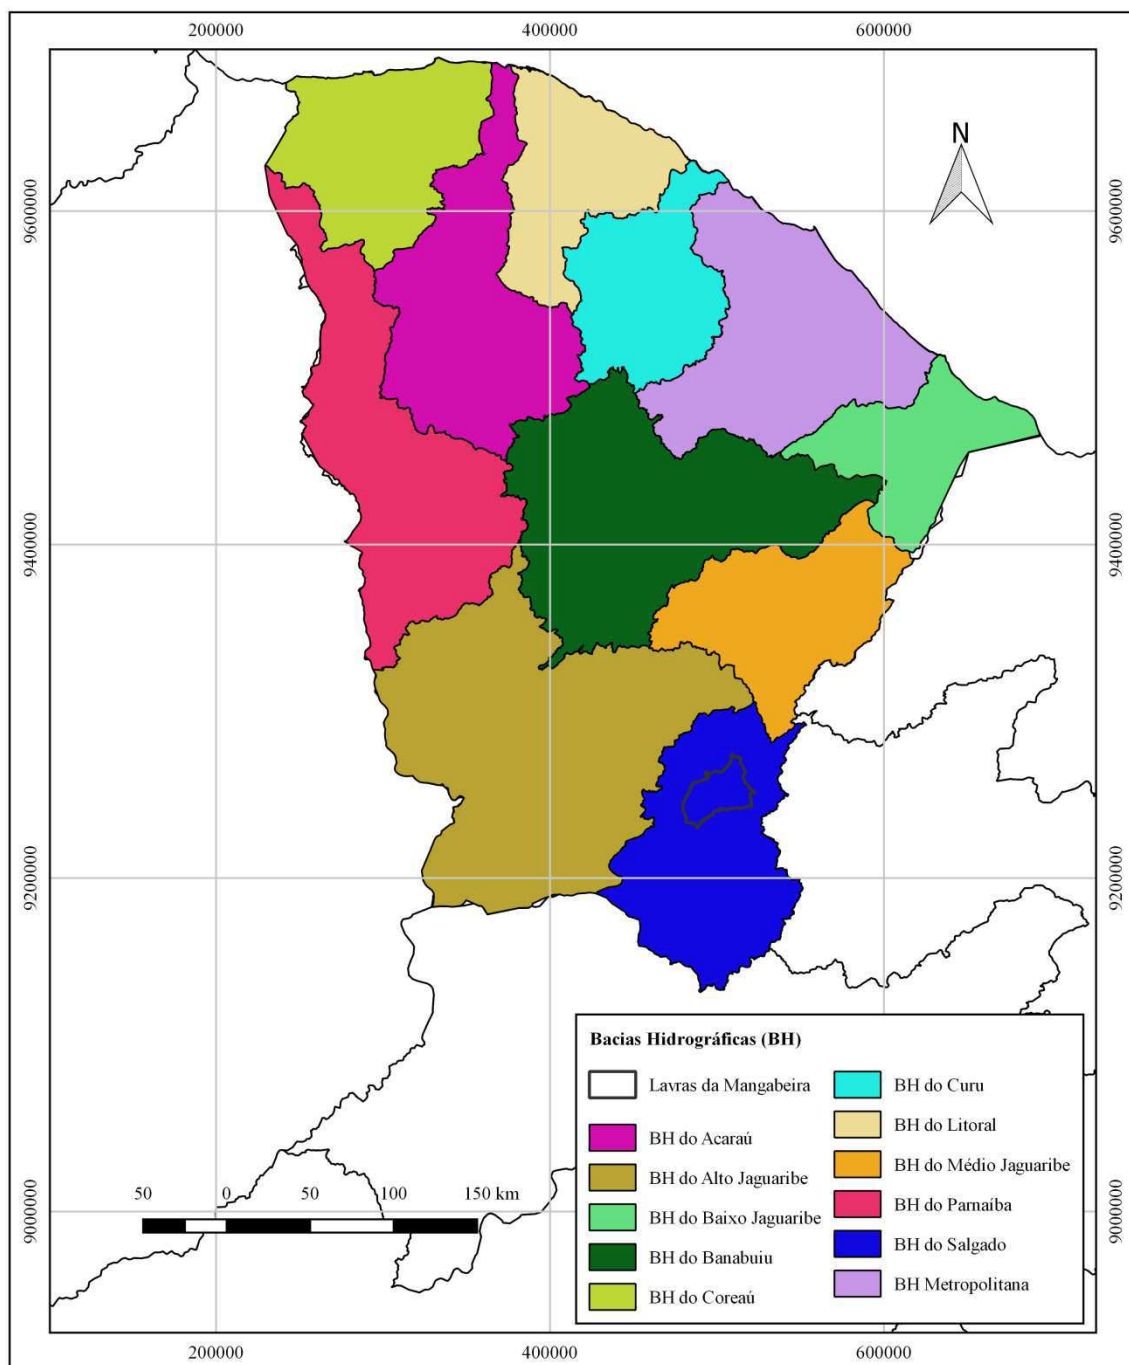 200000 400000 600000
N
9600000 9600000
9400000 9400000
9200000 9200000
9000000 9000000
Bacias Hidrográficas (BH)
Lavras da Mangabeira
BH do Acaraú
BH do Alto Jaguaribe
BH do Baixo Jaguaribe
BH do Banabuiu
BH do Coreaú
BH do Curu
BH do Litoral
BH do Médio Jaguaribe
BH do Parnaíba
BH do Salgado
BH Metropolitana
50 0 50 100 150 km
200000 400000 600000